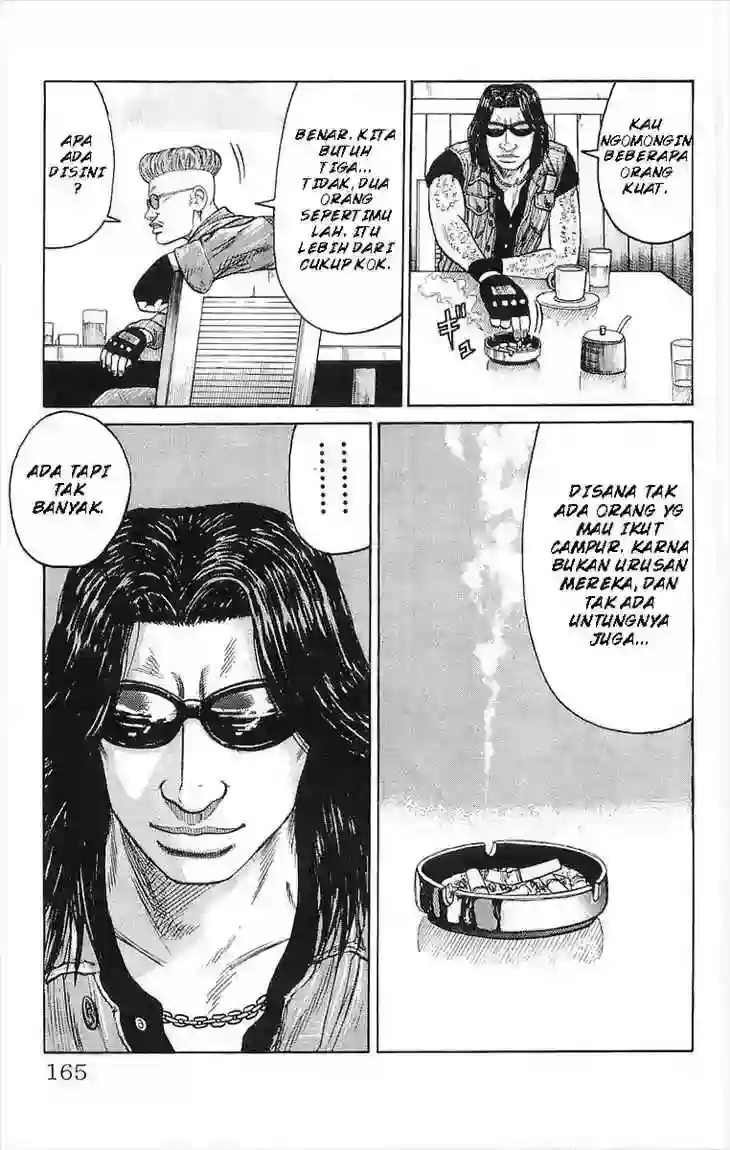 KAU
NGOMONGIN
BEBERAPA
ORANG
KUAT.
ギュ
BENAR. KITA
BUTUH
TIGA...
TIDAK, DUA
ORANG
SEPERTIMU
LAH. ITU
LEBIH DARI
CUKUP KOK.
APA
ADA
DISINI
?
DISANA TAK
ADA ORANG YG
MAU IKUT
CAMPUR. KARNA
BUKAN URUSAN
MEREKA, DAN
TAK ADA
UNTUNGNYA
JUGA...
ADA TAPI
TAK
BANYAK.
165